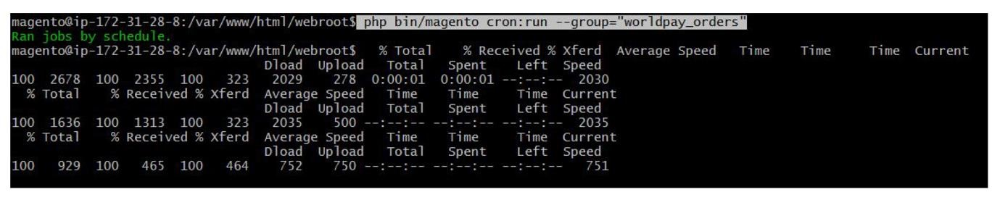 magento@ip-172-31-28-8:/var/www/html/webroot$ php bin/magento cron:run --group="worldpay_orders"
Ran jobs by schedule.
magento@ip-172-31-28-8:/var/www/html/webroot$   % Total    % Received % Xferd  Average Speed   Time    Time     Time  Current
                                 Dload  Upload   Total   Spent    Left  Speed
100  2678  100  2355  100   323   2029    278  0:00:01  0:00:01 --:--:--  2030
  % Total    % Received % Xferd  Average Speed   Time    Time     Time  Current
                                 Dload  Upload   Total   Spent    Left  Speed
100  1636  100  1313  100   323   2035    500 --:--:-- --:--:-- --:--:--  2035
  % Total    % Received % Xferd  Average Speed   Time    Time     Time  Current
                                 Dload  Upload   Total   Spent    Left  Speed
100   929  100   465  100   464    752    750 --:--:-- --:--:-- --:--:--   751